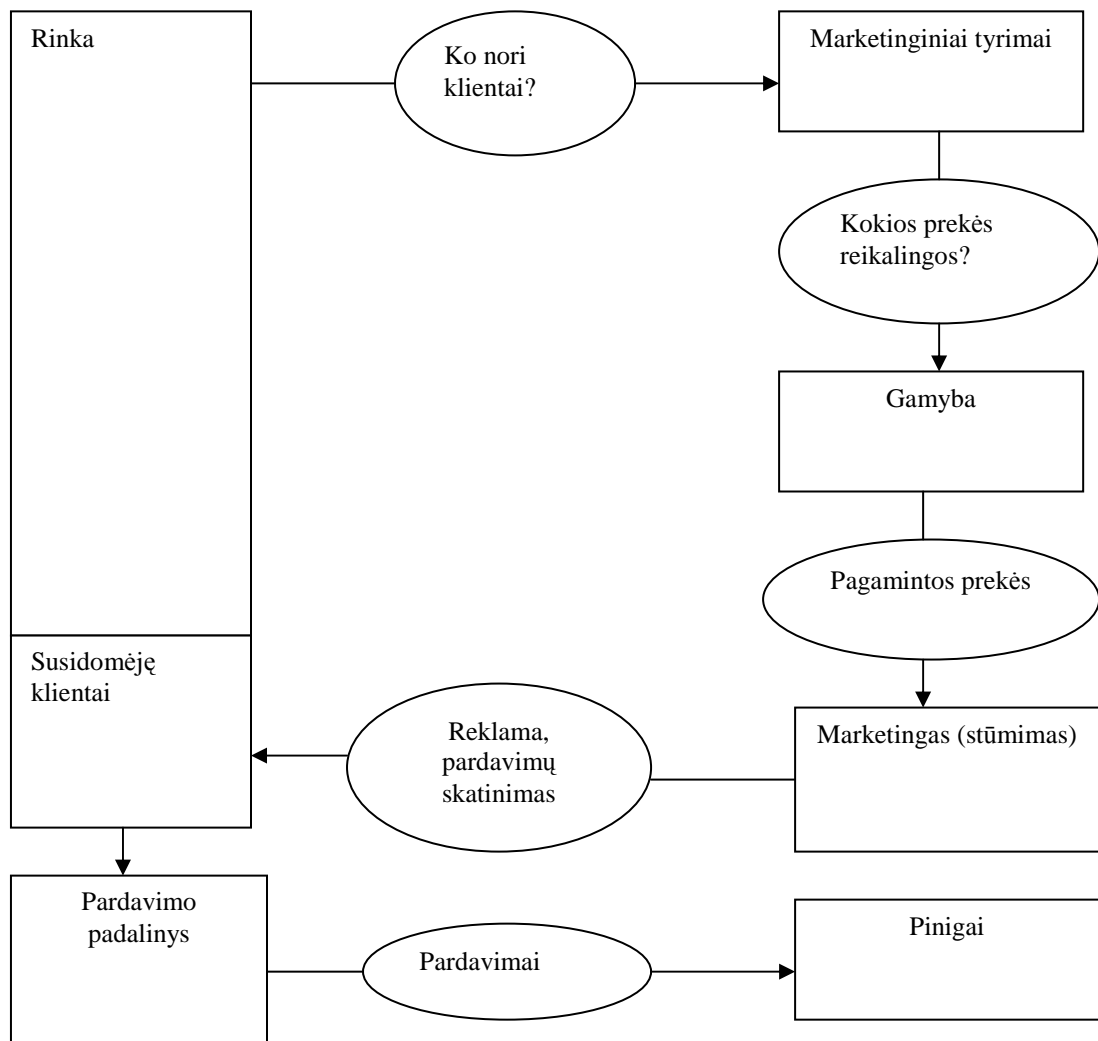 Rinka
Ko nori
klientai?
Marketinginiai tyrimai
Kokios prekės
reikalingos?
Gamyba
Pagamintos prekės
Susidomėję
klientai
Reklama,
pardavimų
skatinimas
Marketingas (stūmimas)
Pardavimo
padalinys
Pardavimai
Pinigai